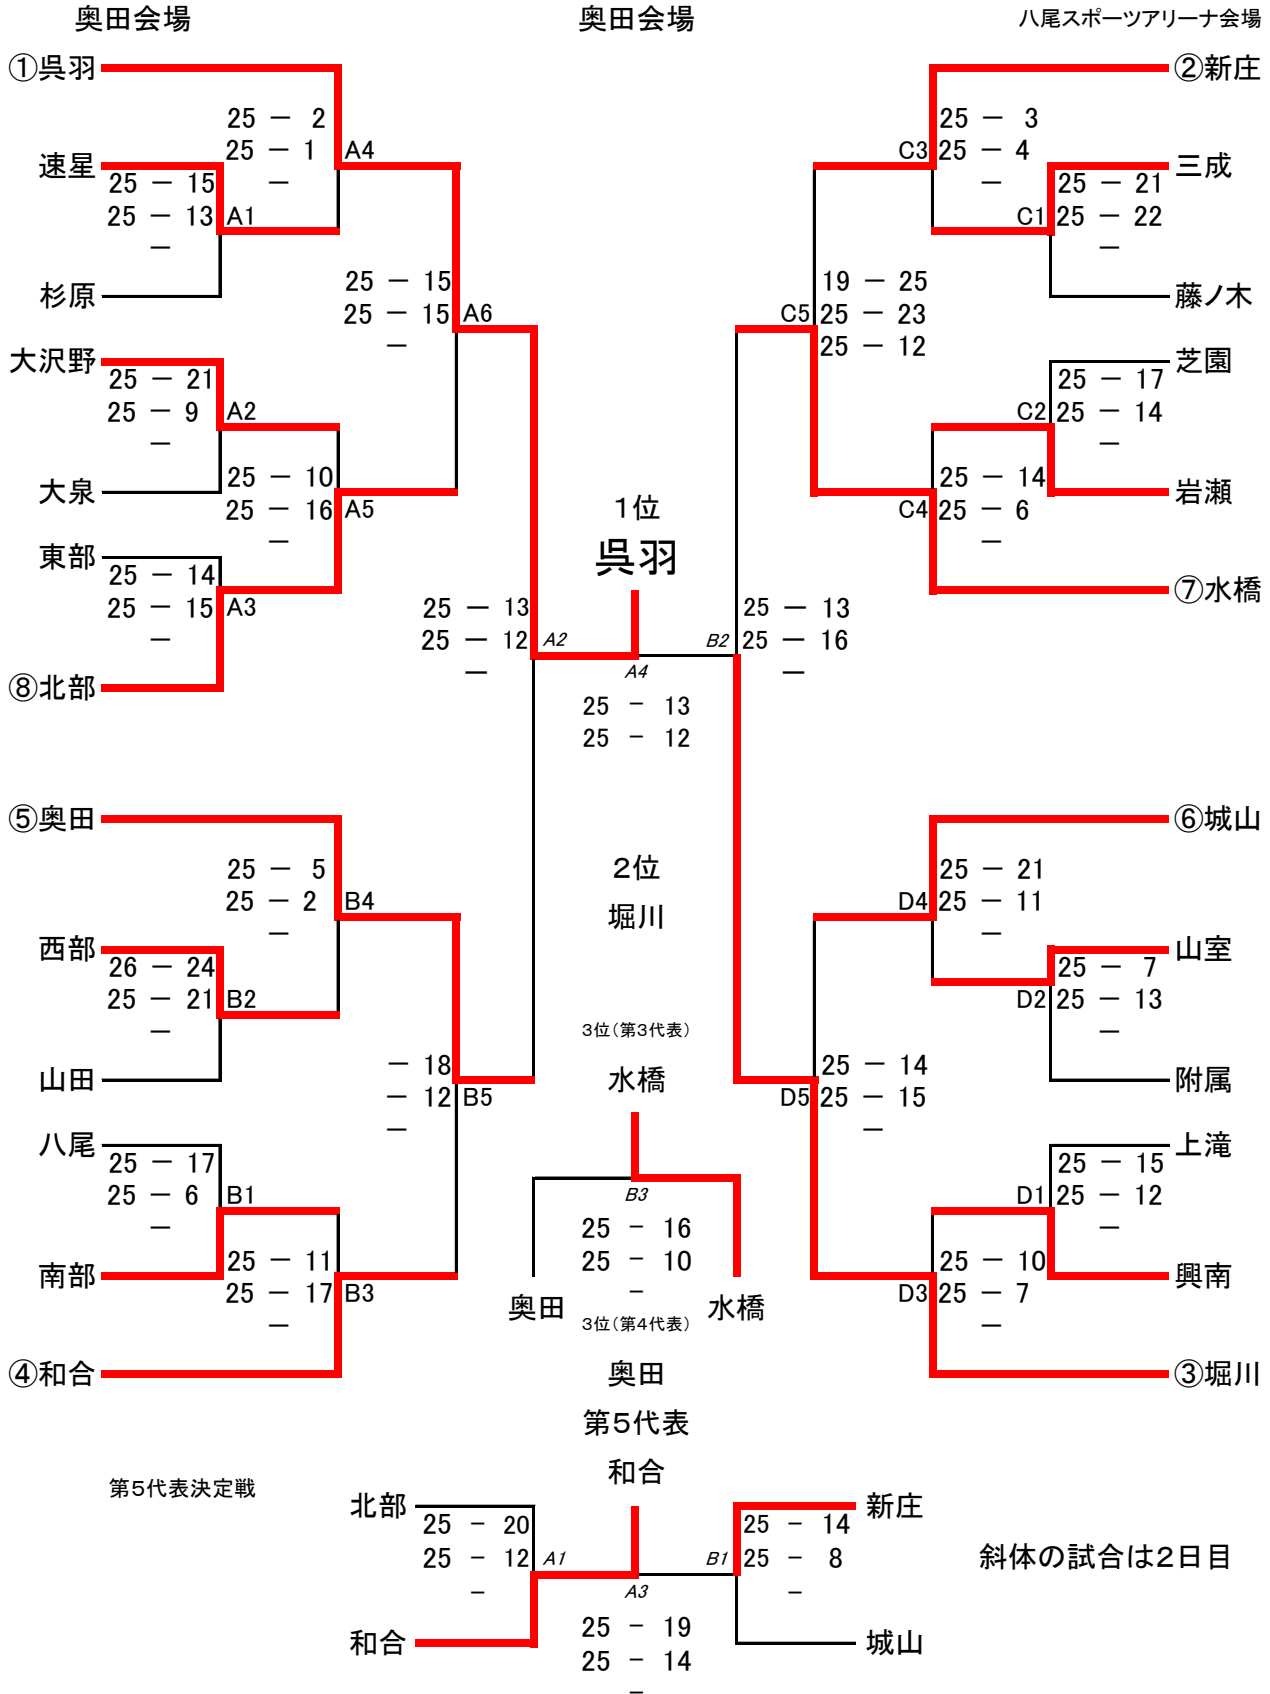 奥田会場
奥田会場
八尾スポーツアリーナ会場
①呉羽
②新庄
25 － 2
25 － 1
－
A4
C3
25 － 3
25 － 4
－
速星
三成
25 － 15
25 － 13
－
A1
C1
25 － 21
25 － 22
－
杉原
藤ノ木
25 － 15
25 － 15
－
A6
C5
19 － 25
25 － 23
25 － 12
大沢野
芝園
25 － 21
25 － 9
－
A2
C2
25 － 17
25 － 14
－
大泉
岩瀬
25 － 10
25 － 16
－
A5
C4
25 － 14
25 － 6
－
1位
呉羽
東部
25 － 14
25 － 15
－
A3
⑦水橋
⑧北部
25 － 13
25 － 12
－
A2
B2
25 － 13
25 － 16
－
A4
25 － 13
25 － 12
⑤奥田
⑥城山
25 － 5
25 － 2
－
B4
2位
堀川
D4
25 － 21
25 － 11
－
西部
山室
26 － 24
25 － 21
－
B2
D2
25 － 7
25 － 13
－
山田
附属
3位（第3代表）
水橋
－ 18
－ 12
－
B5
D5
25 － 14
25 － 15
－
八尾
上滝
25 － 17
25 － 6
－
B1
D1
25 － 15
25 － 12
－
南部
興南
25 － 11
25 － 17
－
B3
D3
25 － 10
25 － 7
－
B3
25 － 16
25 － 10
－
奥田
水橋
3位（第4代表）
奥田
④和合
③堀川
第5代表
和合
第5代表決定戦
北部
新庄
25 － 20
25 － 12
－
A1
B1
25 － 14
25 － 8
－
斜体の試合は2日目
A3
25 － 19
25 － 14
－
和合
城山